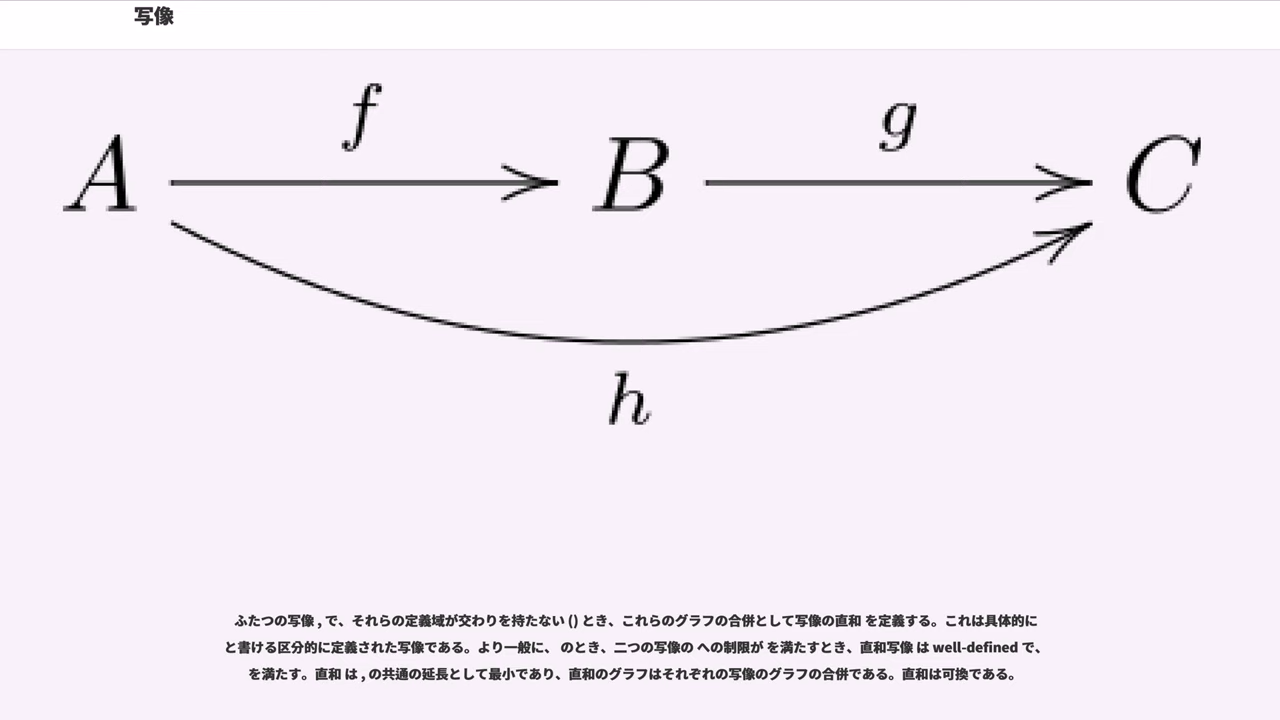 写像
f
g
A
B
C
h
ふたつの写像 , で、それらの定義域が交わりを持たない () とき、これらのグラフの合併として写像の直和 を定義する。これは具体的に
と書ける区分的に定義された写像である。より一般に、 のとき、二つの写像の への制限が を満たすとき、直和写像 は well-defined で、
を満たす。直和 は , の共通の延長として最小であり、直和のグラフはそれぞれの写像のグラフの合併である。直和は可換である。